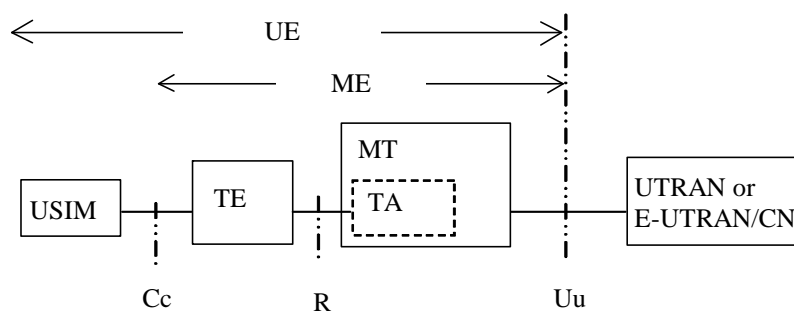 UE
ME
MT
TE
TA
USIM
UTRAN or
E-UTRAN/CN
Cc
R
Uu